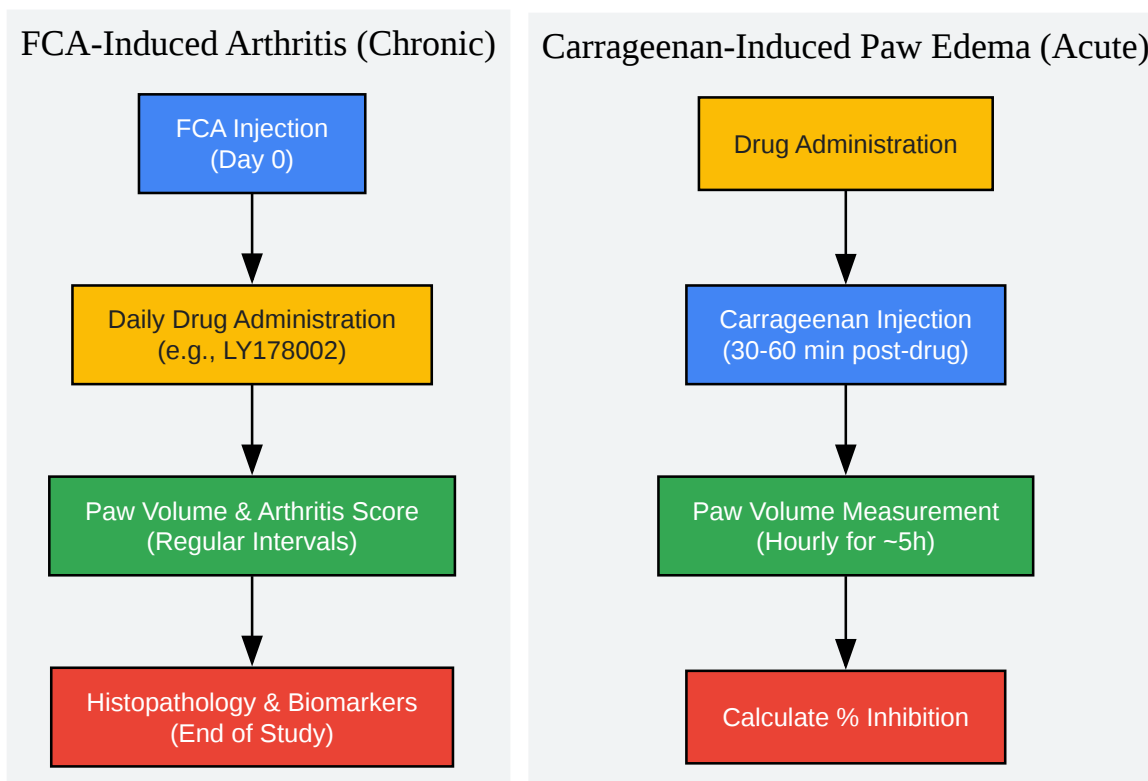 FCA-Induced Arthritis (Chronic)
FCA Injection
(Day 0)
Daily Drug Administration
(e.g., LY178002)
Paw Volume & Arthritis Score
(Regular Intervals)
Histopathology & Biomarkers
(End of Study)
Carrageenan-Induced Paw Edema (Acute)
Drug Administration
Carrageenan Injection
(30-60 min post-drug)
Paw Volume Measurement
(Hourly for ~5h)
Calculate % Inhibition